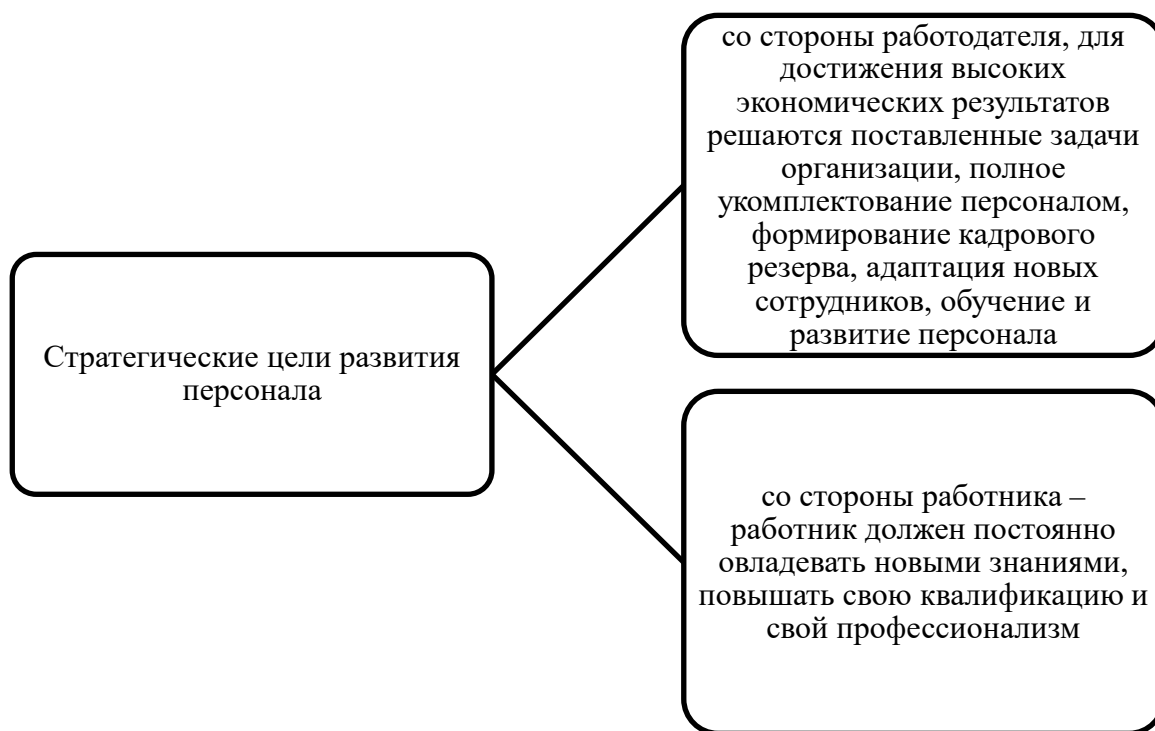 со стороны работодателя, для
достижения высоких
экономических результатов
решаются поставленные задачи
организации, полное
укомплектование персоналом,
формирование кадрового
резерва, адаптация новых
сотрудников, обучение и
развитие персонала
Стратегические цели развития
персонала
со стороны работника –
работник должен постоянно
овладевать новыми знаниями,
повышать свою квалификацию и
свой профессионализм